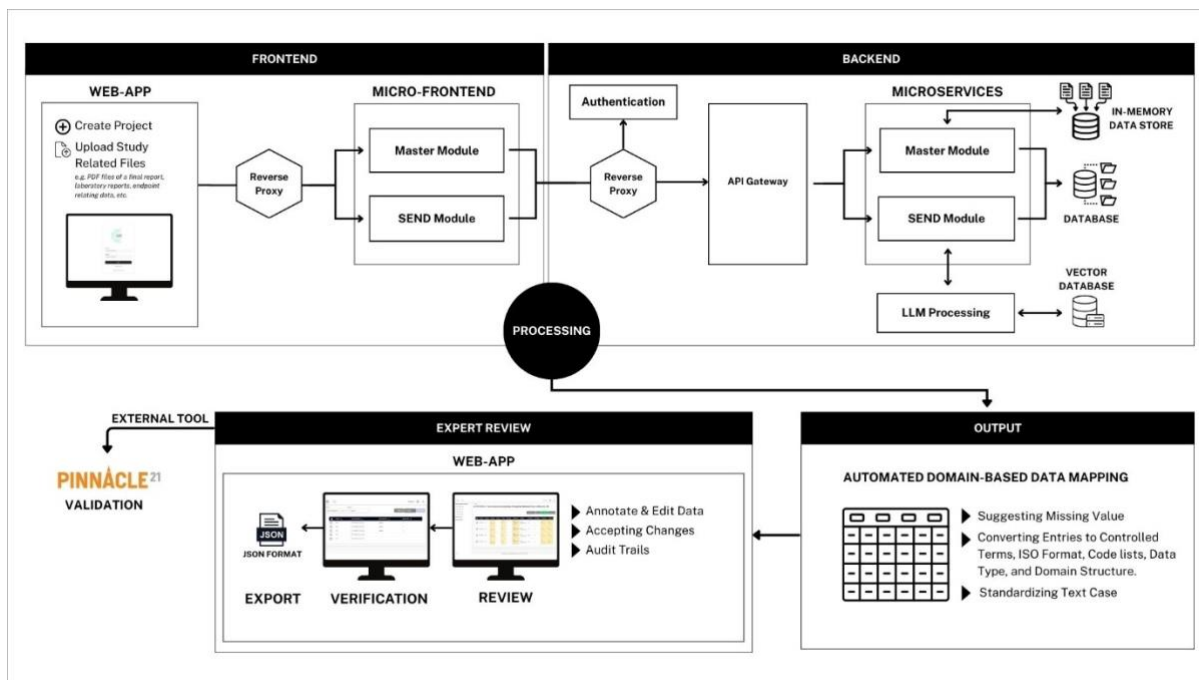 FRONTEND
BACKEND
WEB-APP
Create Project
Upload Study
Related Files
e.g. PDF files of a final report,
laboratory reports, endpoint
relating data, etc.
Reverse
Proxy
MICRO-FRONTEND
Master Module
SEND Module
Authentication
Reverse
Proxy
API Gateway
MICROSERVICES
Master Module
SEND Module
LLM Processing
IN-MEMORY
DATA STORE
DATABASE
VECTOR
DATABASE
PROCESSING
EXTERNAL TOOL
PINNACLE 21
VALIDATION
EXPERT REVIEW
WEB-APP
JSON
JSON FORMAT
EXPORT
VERIFICATION
REVIEW
Annotate & Edit Data
Accepting Changes
Audit Trails
OUTPUT
AUTOMATED DOMAIN-BASED DATA MAPPING
Suggesting Missing Value
Converting Entries to Controlled
Terms, ISO Format, Code lists, Data
Type, and Domain Structure.
Standardizing Text Case